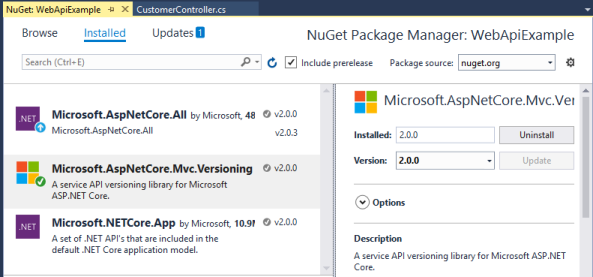 NuGet: WebApiExample CustomerController.cs
Browse Installed Updates 1 NuGet Package Manager: WebApiExample
Search (Ctrl+E) Include prerelease Package source: nuget.org
.NET Microsoft.AspNetCore.All by Microsoft, 48 v2.0.0
Microsoft.AspNetCore.All v2.0.3
Microsoft.AspNetCore.Mvc.Versioning v2.0.0
A service API versioning library for Microsoft
ASP.NET Core.
.NET Microsoft.NETCore.App by Microsoft, 10.9M v2.0.0
A set of .NET API's that are included in the
default .NET Core application model.
Microsoft.AspNetCore.Mvc.Ver
Installed: 2.0.0 Uninstall
Version: 2.0.0 Update
Options
Description
A service API versioning library for Microsoft ASP.NET
Core.